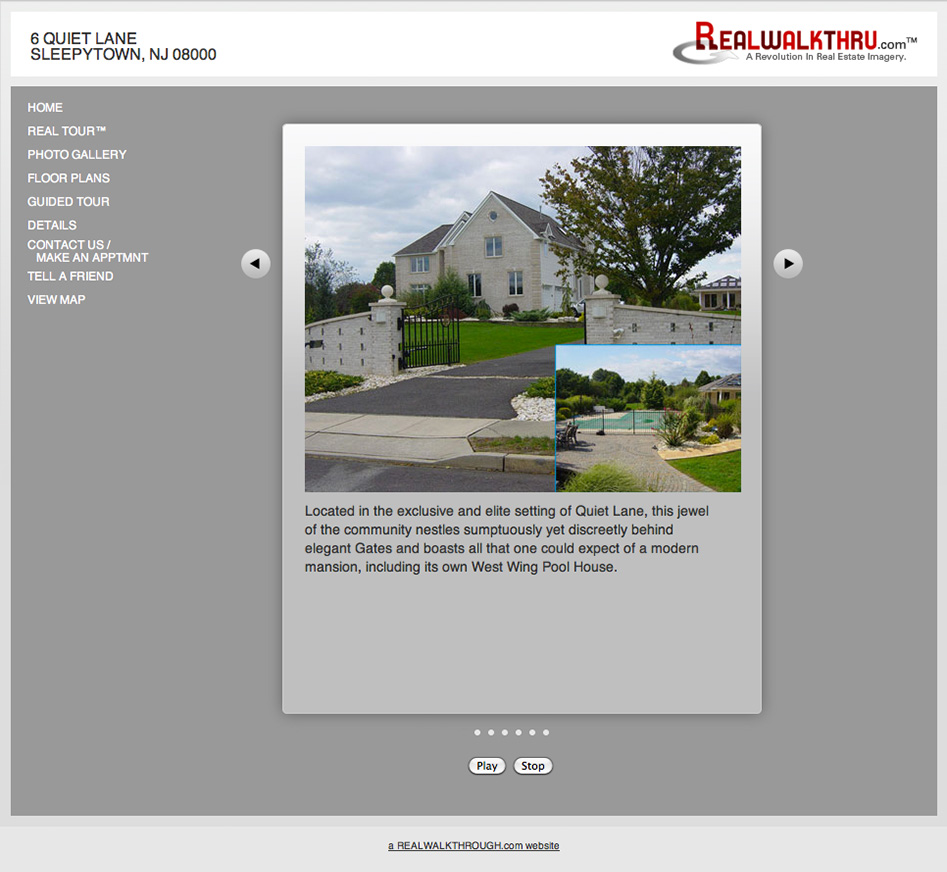 6 QUIET LANE
SLEEPYTOWN, NJ 08000
REALWALKTHRU.com™
A Revolution In Real Estate Imagery.
HOME
REAL TOUR™
PHOTO GALLERY
FLOOR PLANS
GUIDED TOUR
DETAILS
CONTACT US /
MAKE AN APPTMNT
TELL A FRIEND
VIEW MAP
Located in the exclusive and elite setting of Quiet Lane, this jewel
of the community nestles sumptuously yet discreetly behind
elegant Gates and boasts all that one could expect of a modern
mansion, including its own West Wing Pool House.
Play Stop
a REALWALKTHROUGH.com website